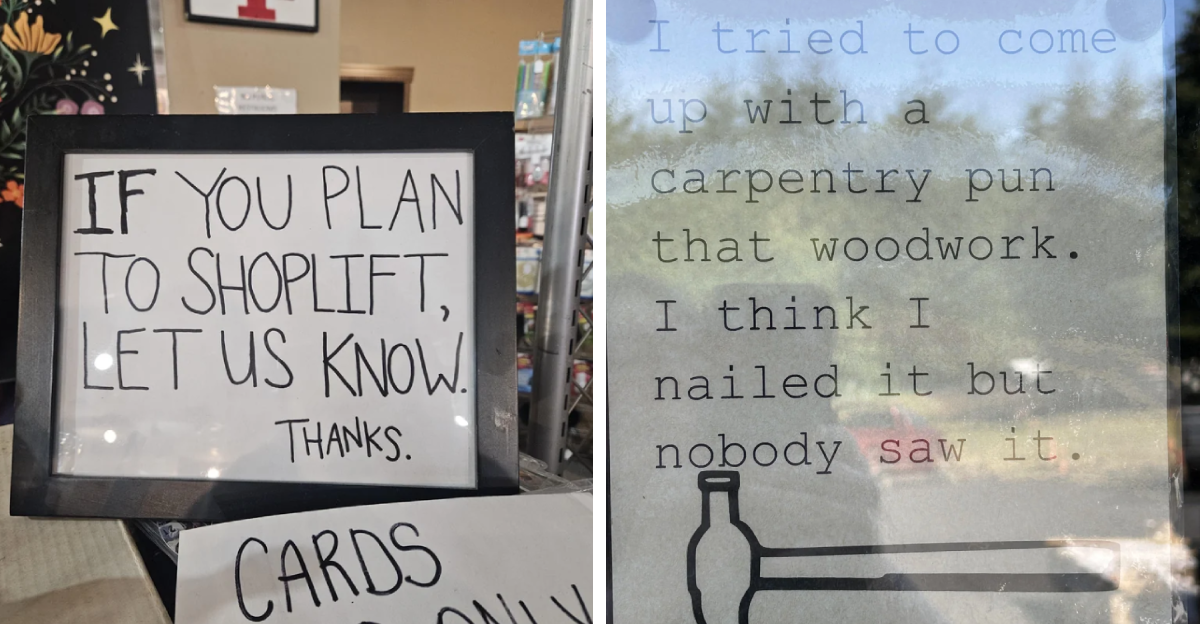 IF YOU PLAN
TO SHOPLIFT,
LET US KNOW.
THANKS.
CARDS
ONLY
I tried to come
up with a
carpentry pun
that woodwork.
I think I
nailed it but
nobody saw it.